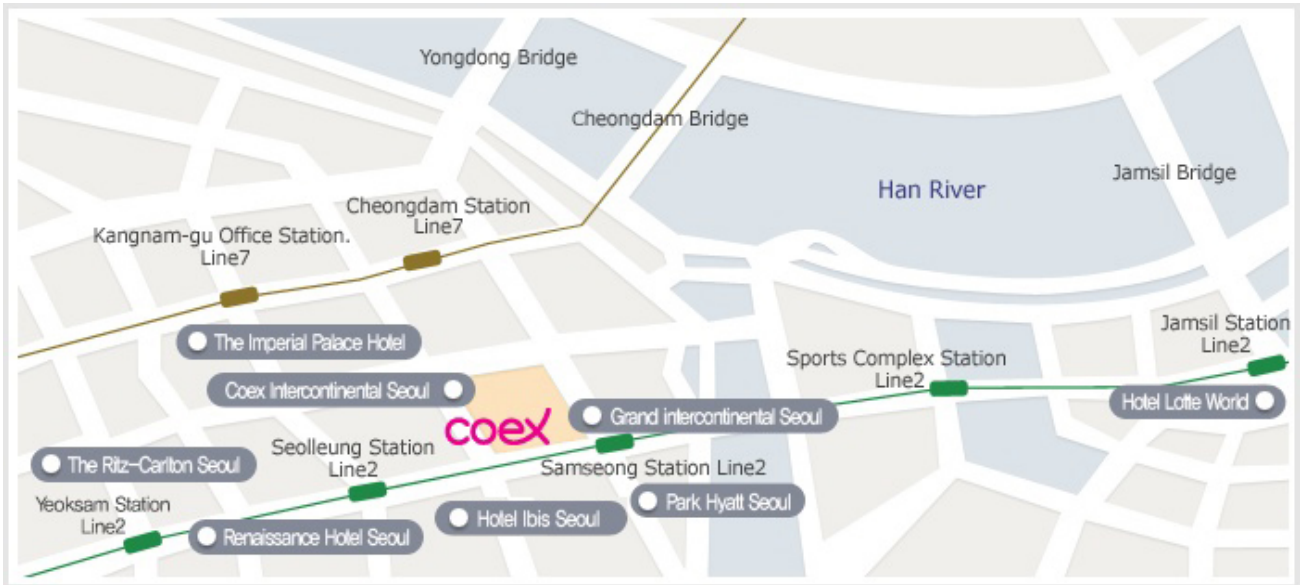 Yongdong Bridge
Cheongdam Bridge
Han River
Jamsil Bridge
Cheongdam Station
Line7
Kangnam-gu Office Station.
Line7
The Imperial Palace Hotel
Jamsil Station
Line2
Sports Complex Station
Line2
Coex Intercontinental Seoul
Hotel Lotte World
Grand intercontinental Seoul
coex
Seolleung Station
Line2
The Ritz-Carlton Seoul
Samseong Station Line2
Yeoksam Station
Line2
Park Hyatt Seoul
Hotel Ibis Seoul
Renaissance Hotel Seoul